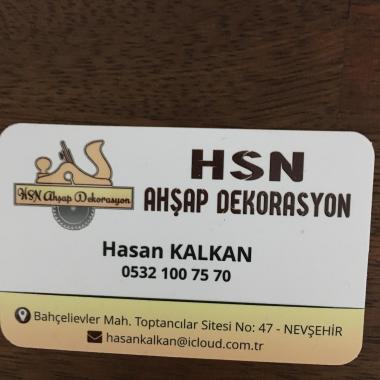 HSN
AHŞAP DEKORASYON
HSN Ahşap Dekorasyon
Hasan KALKAN
0532 100 75 70
Bahçelievler Mah. Toptancılar Sitesi No: 47 - NEVŞEHİR
hasankalkan@icloud.com.tr